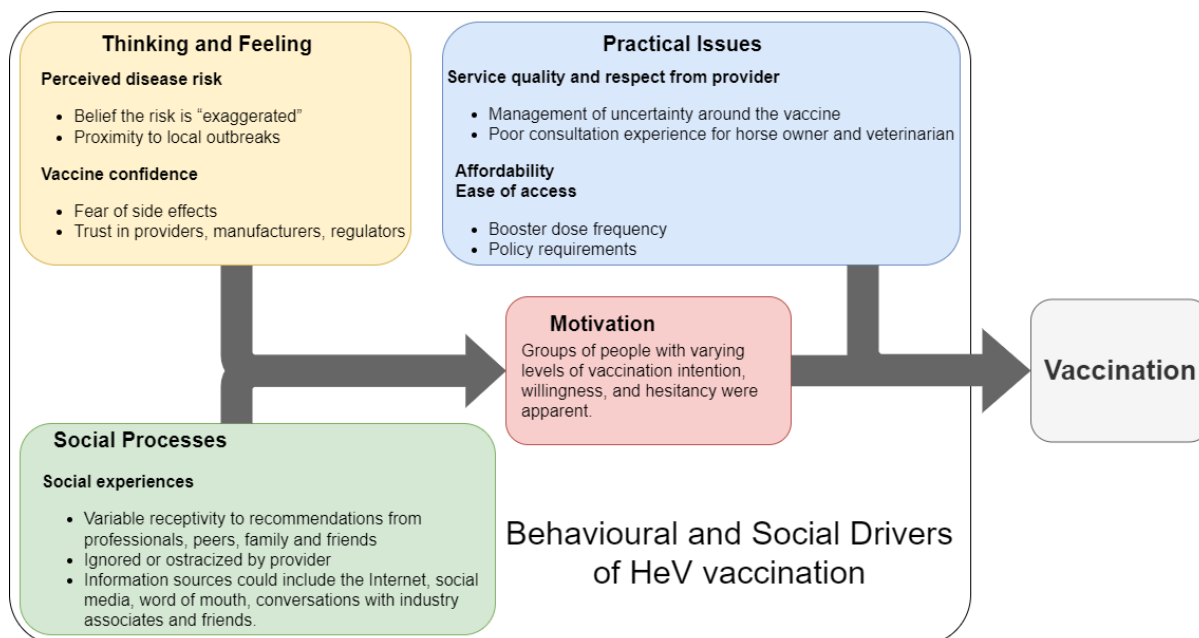 Thinking and Feeling
Perceived disease risk
• Belief the risk is “exaggerated”
• Proximity to local outbreaks
Vaccine confidence
• Fear of side effects
• Trust in providers, manufacturers, regulators
Practical Issues
Service quality and respect from provider
• Management of uncertainty around the vaccine
• Poor consultation experience for horse owner and veterinarian
Affordability
Ease of access
• Booster dose frequency
• Policy requirements
Motivation
Groups of people with varying
levels of vaccination intention,
willingness, and hesitancy were
apparent.
Vaccination
Social Processes
Social experiences
• Variable receptivity to recommendations from
professionals, peers, family and friends
• Ignored or ostracized by provider
• Information sources could include the Internet, social
media, word of mouth, conversations with industry
associates and friends.
Behavioural and Social Drivers
of HeV vaccination